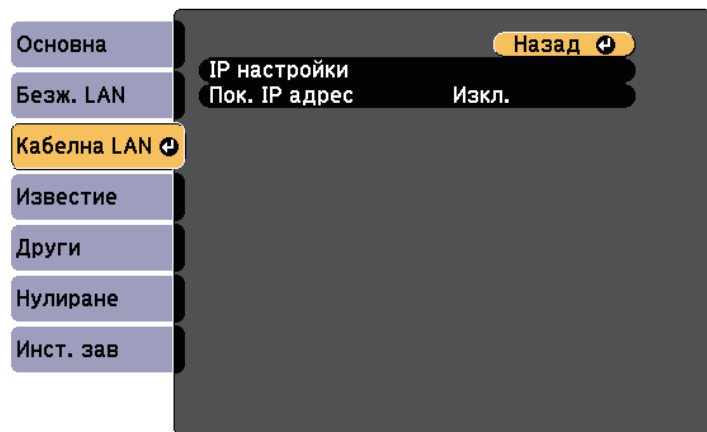 Основна
Безж. LAN
Кабелна LAN
Известие
Други
Нулиране
Инст. зав
Назад
IP настройки
Пок. IP адрес Изкл.